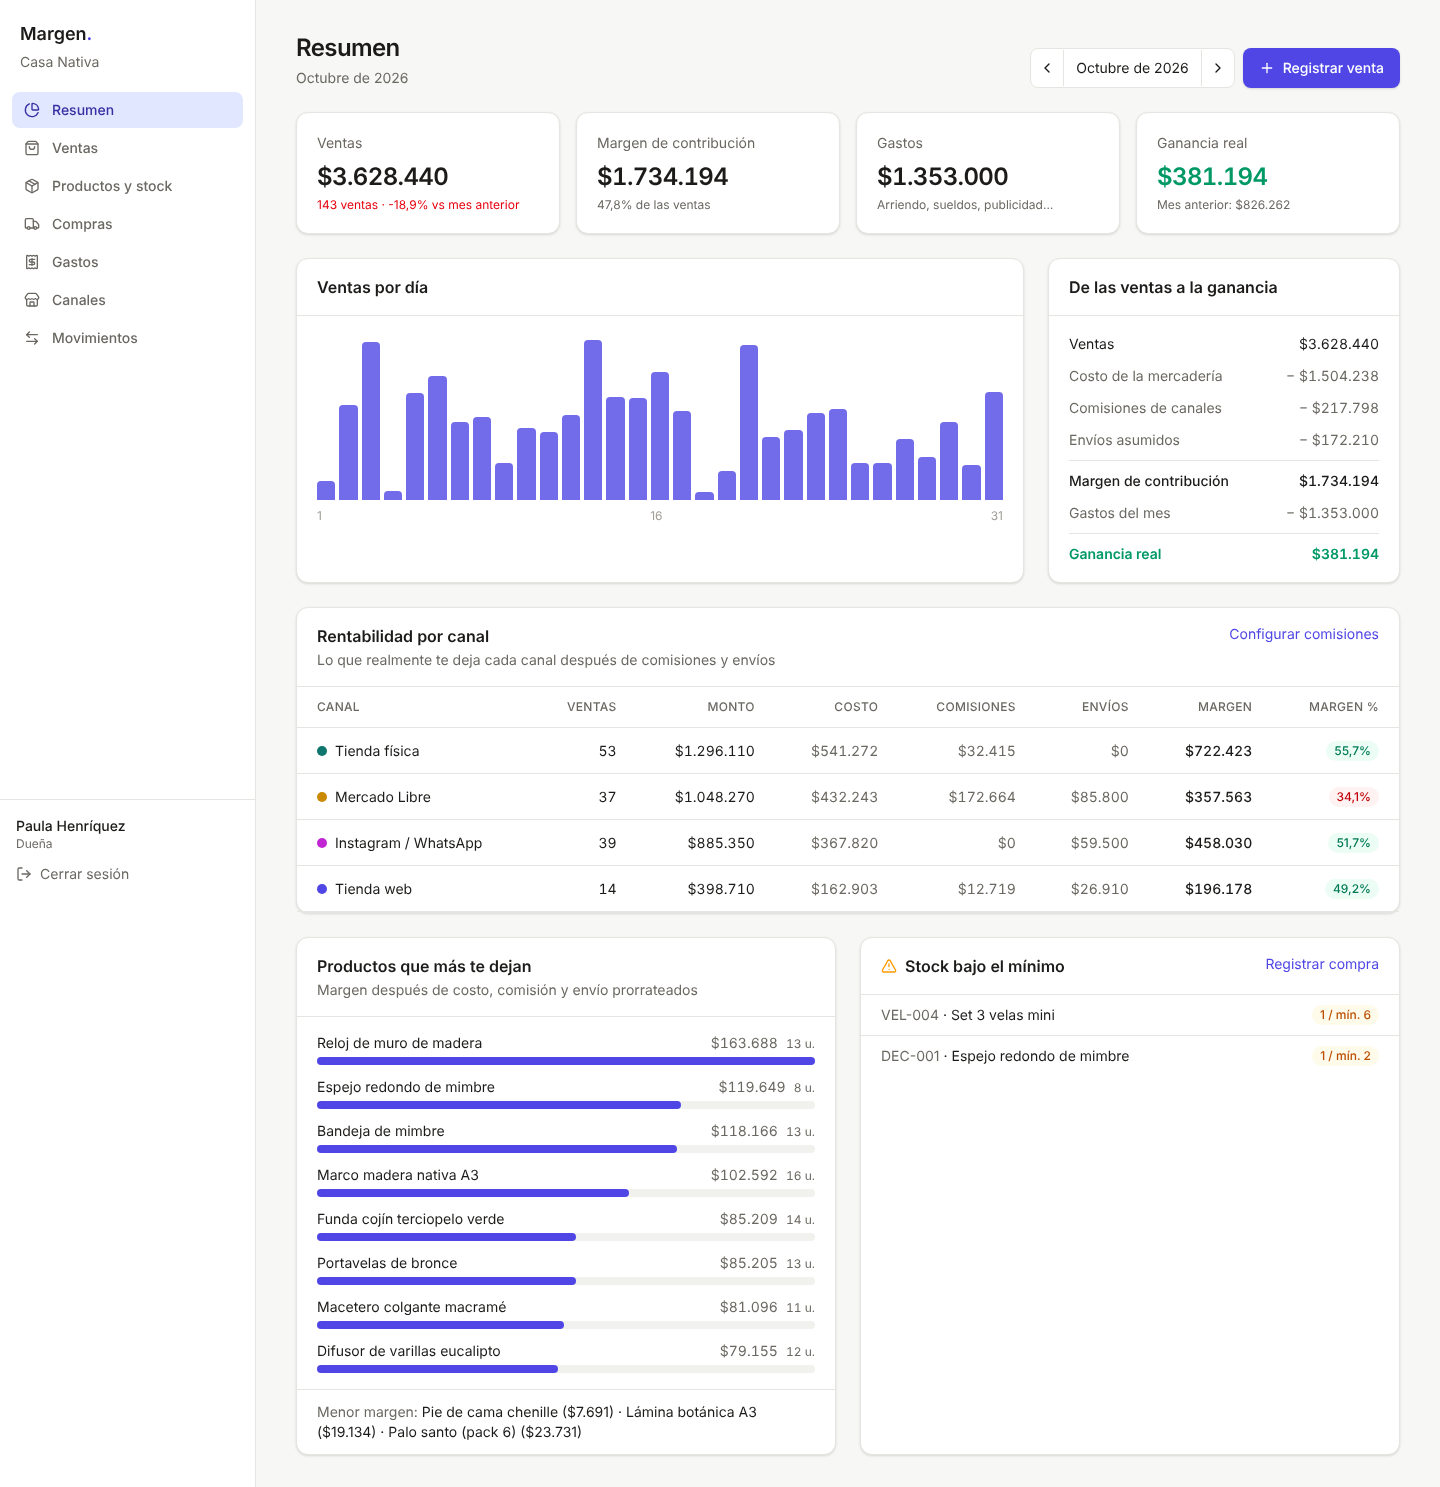 Margen.
Casa Nativa
Resumen
Ventas
Productos y stock
Compras
Gastos
Canales
Movimientos
Paula Henríquez
Dueña
Cerrar sesión
Resumen
Octubre de 2026
Octubre de 2026
+ Registrar venta
Ventas
$3.628.440
143 ventas · -18,9% vs mes anterior
Margen de contribución
$1.734.194
47,8% de las ventas
Gastos
$1.353.000
Arriendo, sueldos, publicidad...
Ganancia real
$381.194
Mes anterior: $826.262
Ventas por día
1 16 31
De las ventas a la ganancia
Ventas $3.628.440
Costo de la mercadería − $1.504.238
Comisiones de canales − $217.798
Envíos asumidos − $172.210
Margen de contribución $1.734.194
Gastos del mes − $1.353.000
Ganancia real $381.194
Rentabilidad por canal
Configurar comisiones
Lo que realmente te deja cada canal después de comisiones y envíos
CANAL VENTAS MONTO COSTO COMISIONES ENVÍOS MARGEN MARGEN %
Tienda física 53 $1.296.110 $541.272 $32.415 $0 $722.423 55,7%
Mercado Libre 37 $1.048.270 $432.243 $172.664 $85.800 $357.563 34,1%
Instagram / WhatsApp 39 $885.350 $367.820 $0 $59.500 $458.030 51,7%
Tienda web 14 $398.710 $162.903 $12.719 $26.910 $196.178 49,2%
Productos que más te dejan
Margen después de costo, comisión y envío prorrateados
Reloj de muro de madera $163.688 13 u.
Espejo redondo de mimbre $119.649 8 u.
Bandeja de mimbre $118.166 13 u.
Marco madera nativa A3 $102.592 16 u.
Funda cojín terciopelo verde $85.209 14 u.
Portavelas de bronce $85.205 13 u.
Macetero colgante macramé $81.096 11 u.
Difusor de varillas eucalipto $79.155 12 u.
Menor margen: Pie de cama chenille ($7.691) · Lámina botánica A3
($19.134) · Palo santo (pack 6) ($23.731)
Stock bajo el mínimo
Registrar compra
VEL-004 · Set 3 velas mini 1 / mín. 6
DEC-001 · Espejo redondo de mimbre 1 / mín. 2